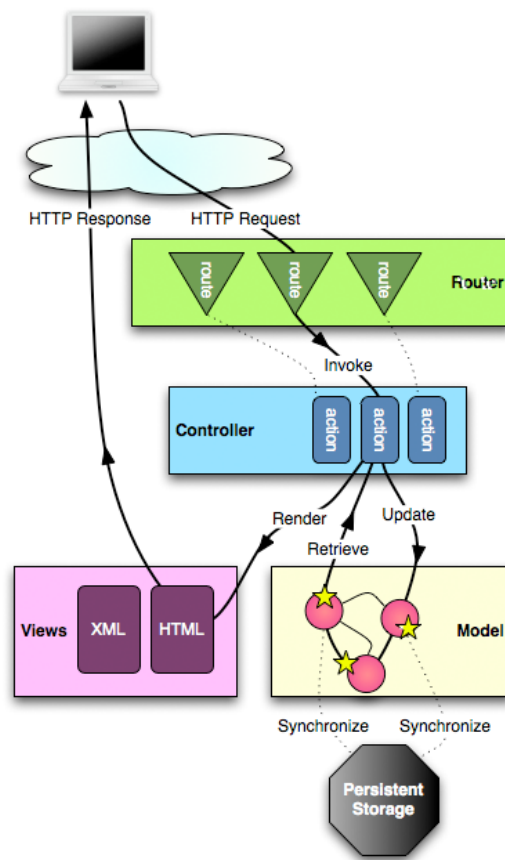 HTTP Response
HTTP Request
route
route
route
Router
Invoke
Controller
action
action
action
Render
Update
Retrieve
Views
XML
HTML
Model
Synchronize
Synchronize
Persistent
Storage